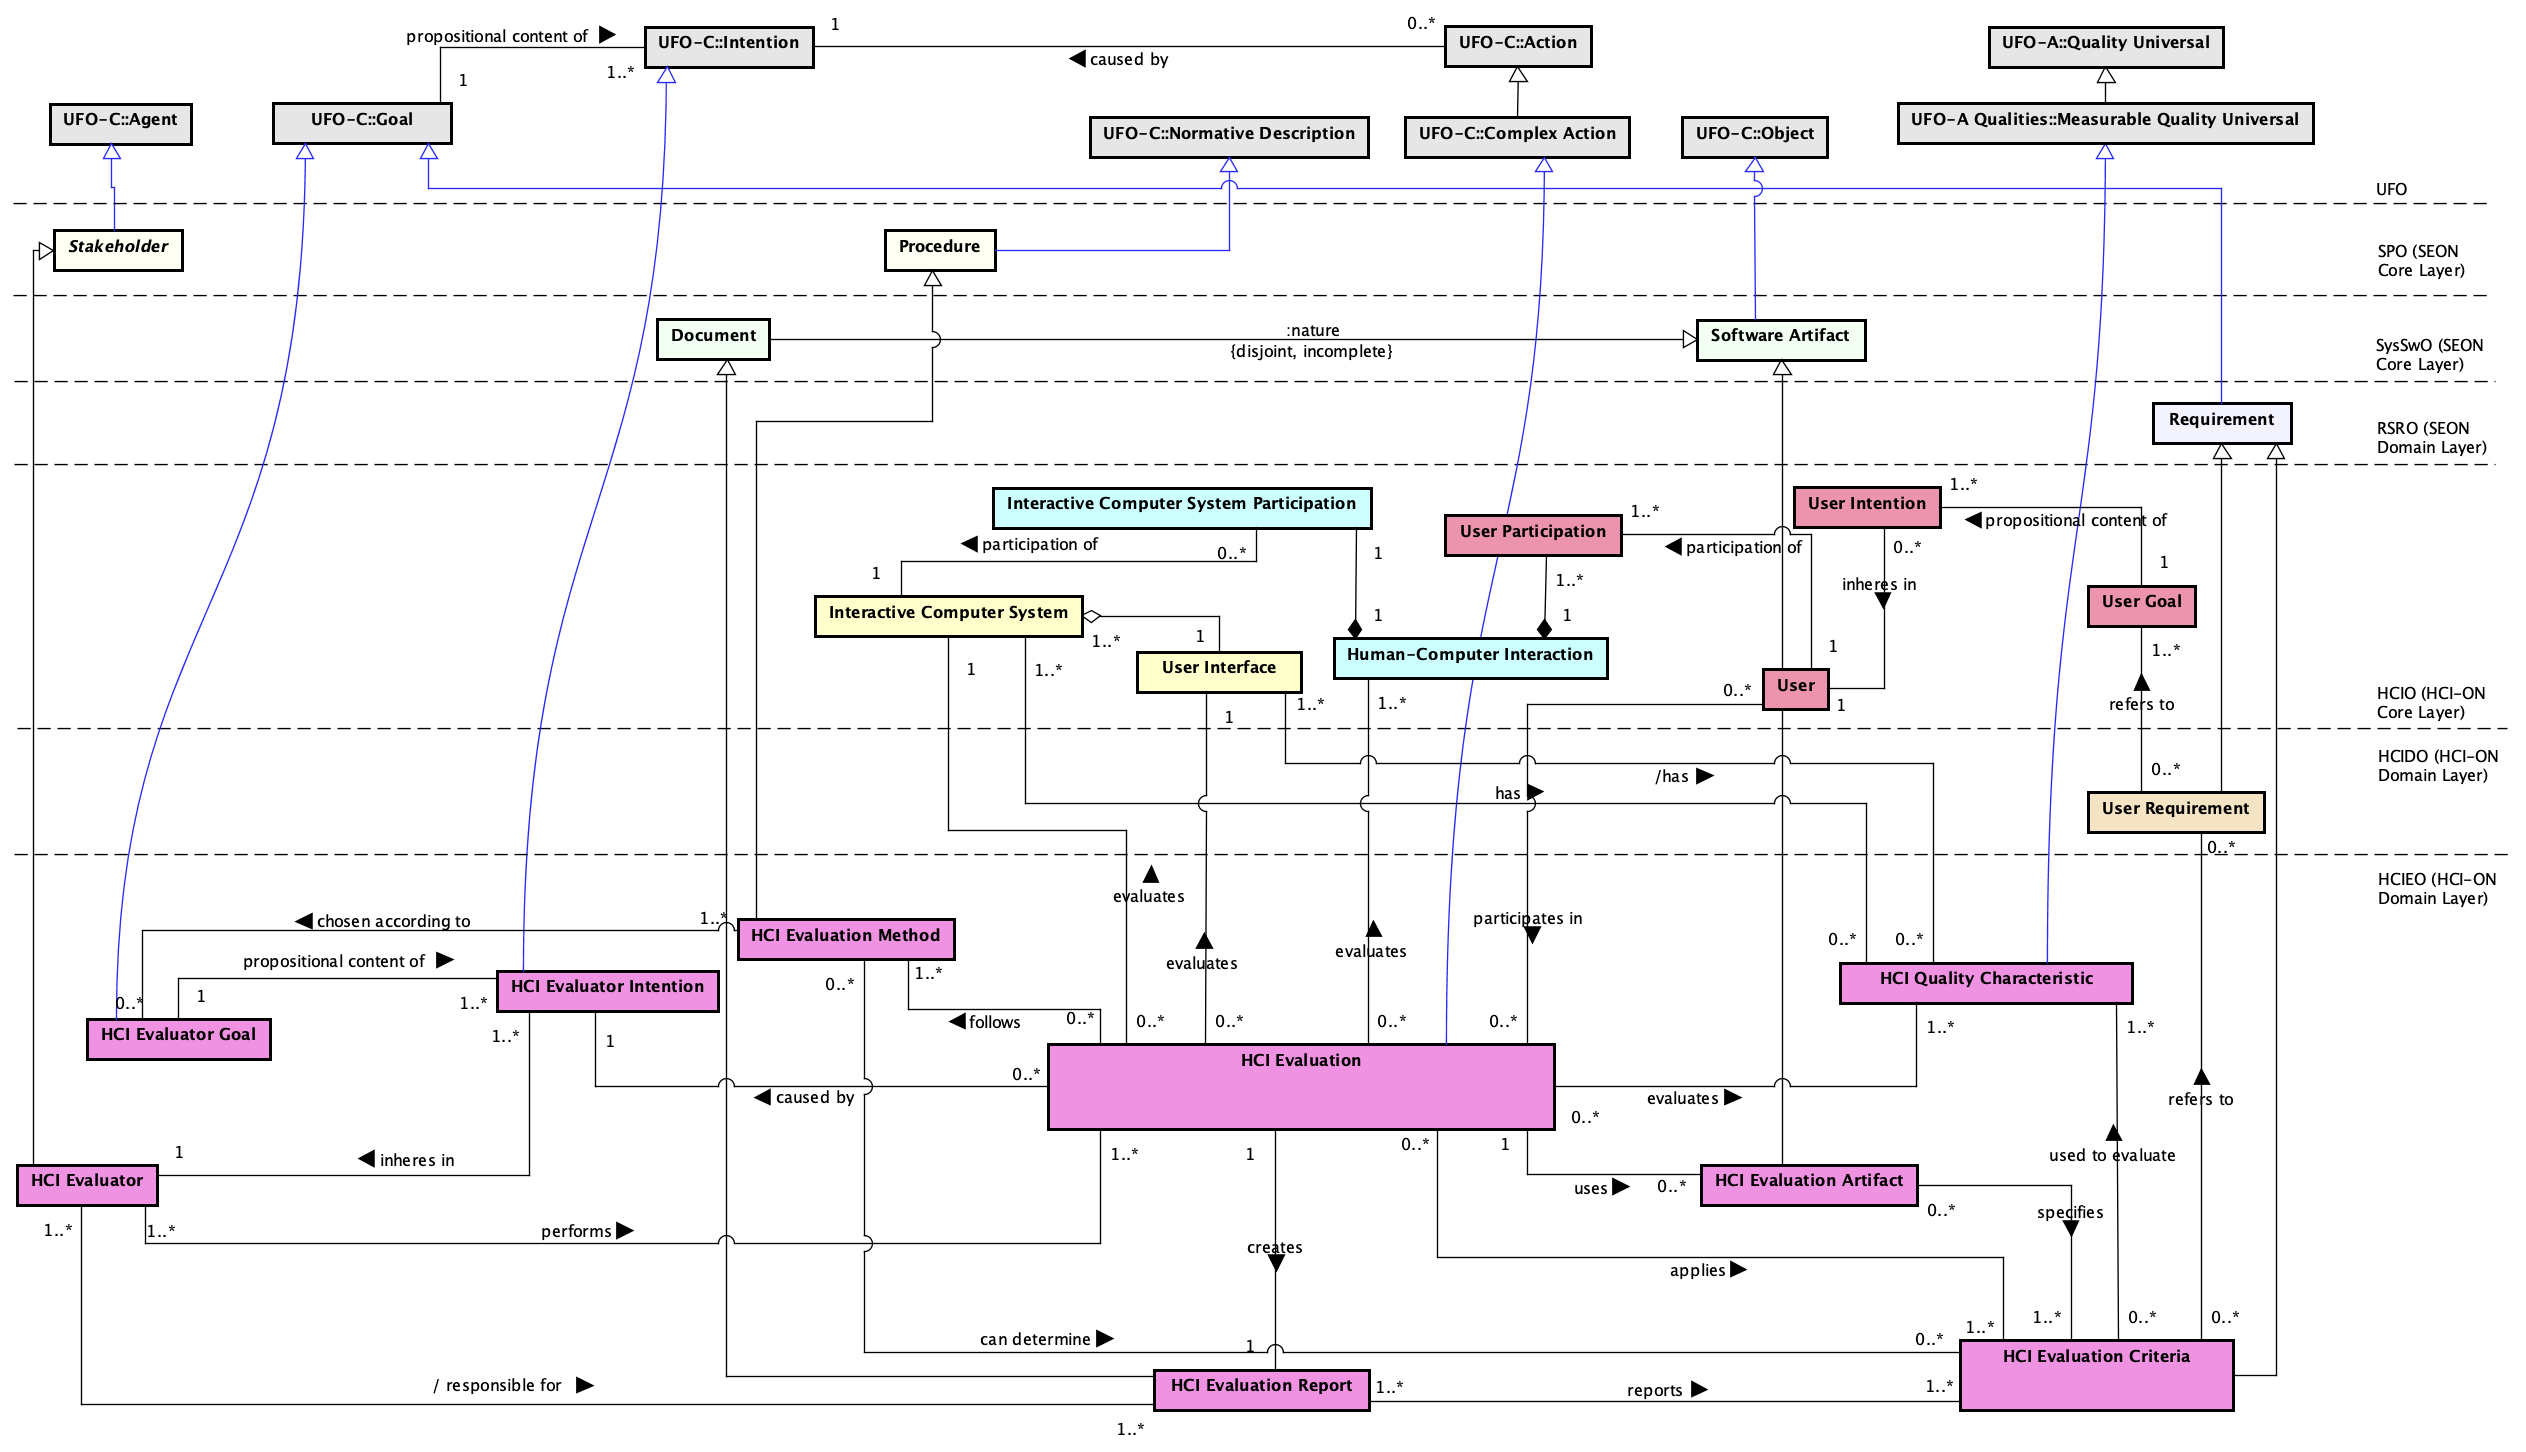 propositional content of
1
1..*
UFO-C::Intention
1
0..*
caused by
UFO-C::Action
UFO-A::Quality Universal
UFO-C::Agent
UFO-C::Goal
UFO-C::Normative Description
UFO-C::Complex Action
UFO-C::Object
UFO-A Qualities::Measurable Quality Universal
UFO
Stakeholder
Procedure
SPO (SEON
Core Layer)
Document
:nature
{disjoint, incomplete}
Software Artifact
SysSwO (SEON
Core Layer)
Requirement
RSRO (SEON
Domain Layer)
Interactive Computer System Participation
User Participation
1..*
User Intention
1..*
propositional content of
participation of
0..*
1
participation of
0..*
1
1..*
inheres in
1
Interactive Computer System
1..*
1
1
1
User Goal
Human-Computer Interaction
User Interface
1
1..*
1..*
1
User
0..*
1
1..*
1..*
1
refers to
HCIO (HCI-ON
Core Layer)
/has
has
0..*
HCIDO (HCI-ON
Domain Layer)
User Requirement
0..*
evaluates
HCIEO (HCI-ON
Domain Layer)
chosen according to
1..*
HCI Evaluation Method
participates in
evaluates
evaluates
0..*
0..*
propositional content of
HCI Evaluator Intention
0..*
1..*
HCI Quality Characteristic
0..*
1
1..*
HCI Evaluator Goal
1..*
1
follows
0..*
0..*
0..*
0..*
0..*
1..*
1..*
HCI Evaluation
0..*
caused by
evaluates
0..*
refers to
1
inheres in
1..*
1
0..*
1
used to evaluate
HCI Evaluator
uses
0..*
HCI Evaluation Artifact
0..*
specifies
1..*
1..*
performs
creates
applies
can determine
1
0..*
1..*
1..*
0..*
0..*
HCI Evaluation Criteria
/ responsible for
HCI Evaluation Report
1..*
reports
1..*
1..*